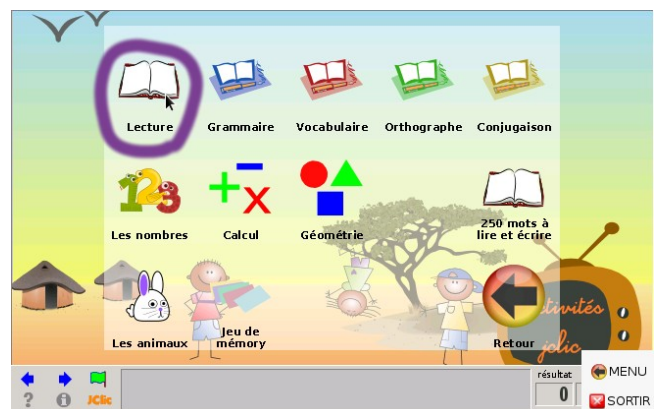 Lecture
Grammaire
Vocabulaire
Orthographe
Conjugaison
123
Les nombres
Calcul
Géométrie
250 mots à
lire et écrire
Les animaux
Jeu de
mémory
Retour
ctivités
jclic
JClic
résultat
0
MENU
SORTIR